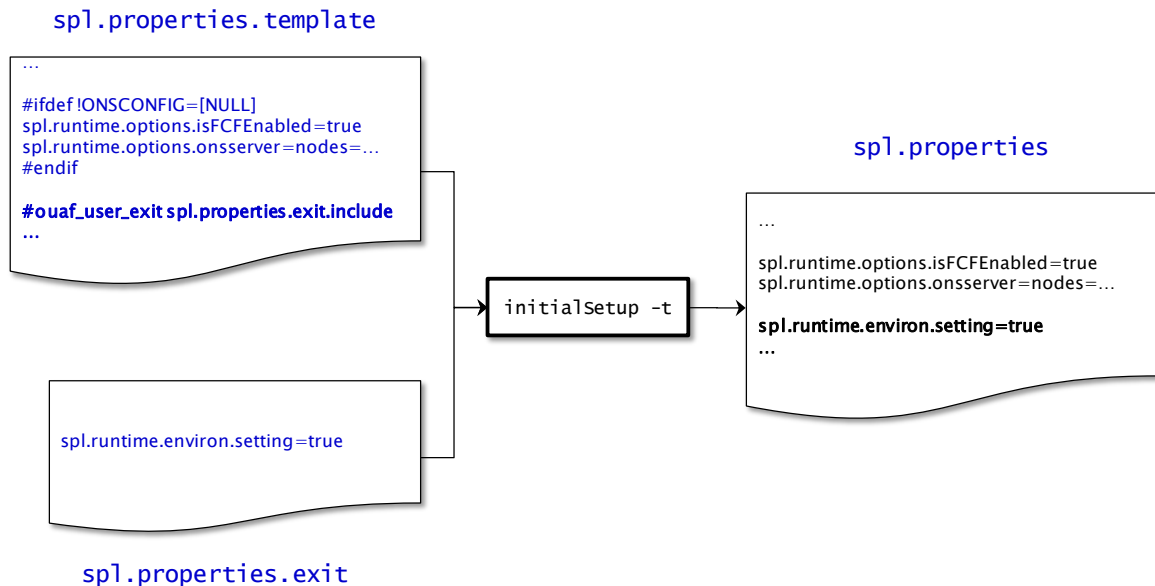 spl.properties.template
...
#ifdef !ONSCONFIG=[NULL]
spl.runtime.options.isFCFEnabled=true
spl.runtime.options.onsserver=nodes=...
#endif
#ouaf_user_exit spl.properties.exit.include
...
spl.runtime.environ.setting=true
spl.properties.exit
initialSetup -t
spl.properties
...
spl.runtime.options.isFCFEnabled=true
spl.runtime.options.onsserver=nodes=...
spl.runtime.environ.setting=true
...